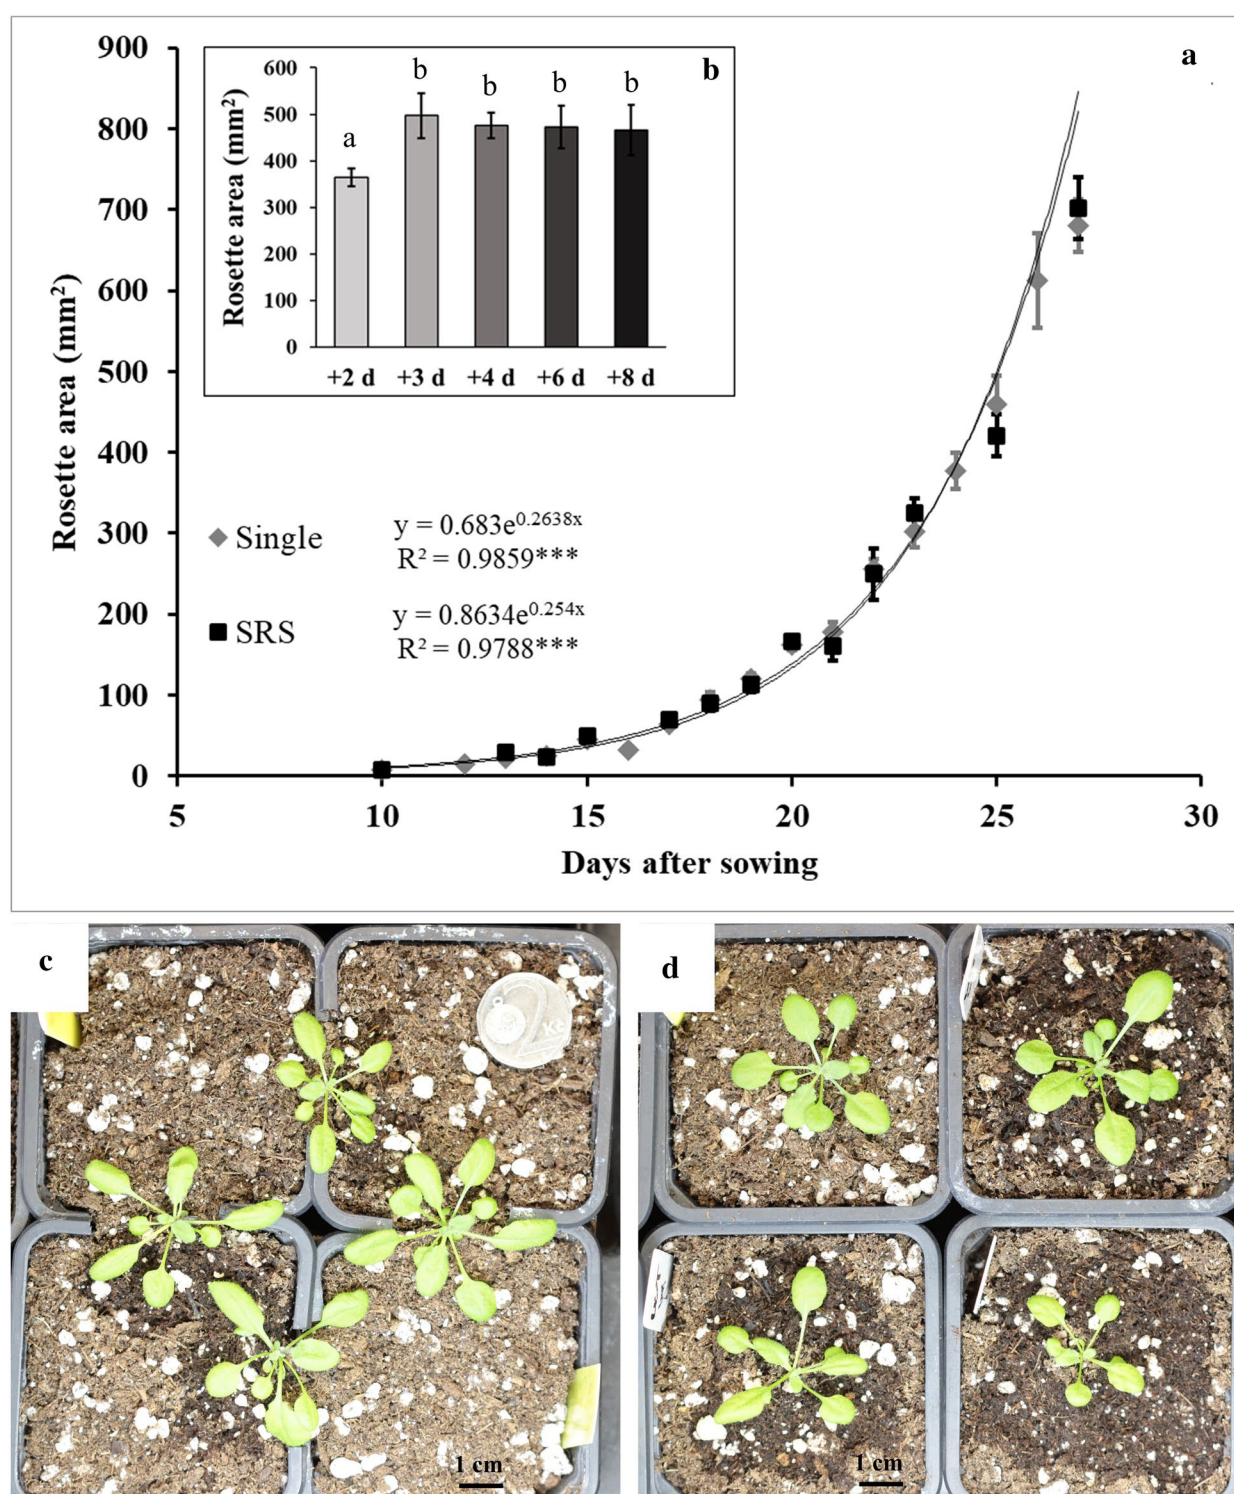 a
900
800
700
600
500
400
300
200
100
0
Rosette area (mm²)
5 10 15 20 25 30
Days after sowing
Single
y = 0.683e^0.2638x
R² = 0.9859***
SRS
y = 0.8634e^0.254x
R² = 0.9788***
b
600
500
400
300
200
100
0
Rosette area (mm²)
a b b b b
+2 d +3 d +4 d +6 d +8 d
c
2
Kč
1 cm
d
1 cm